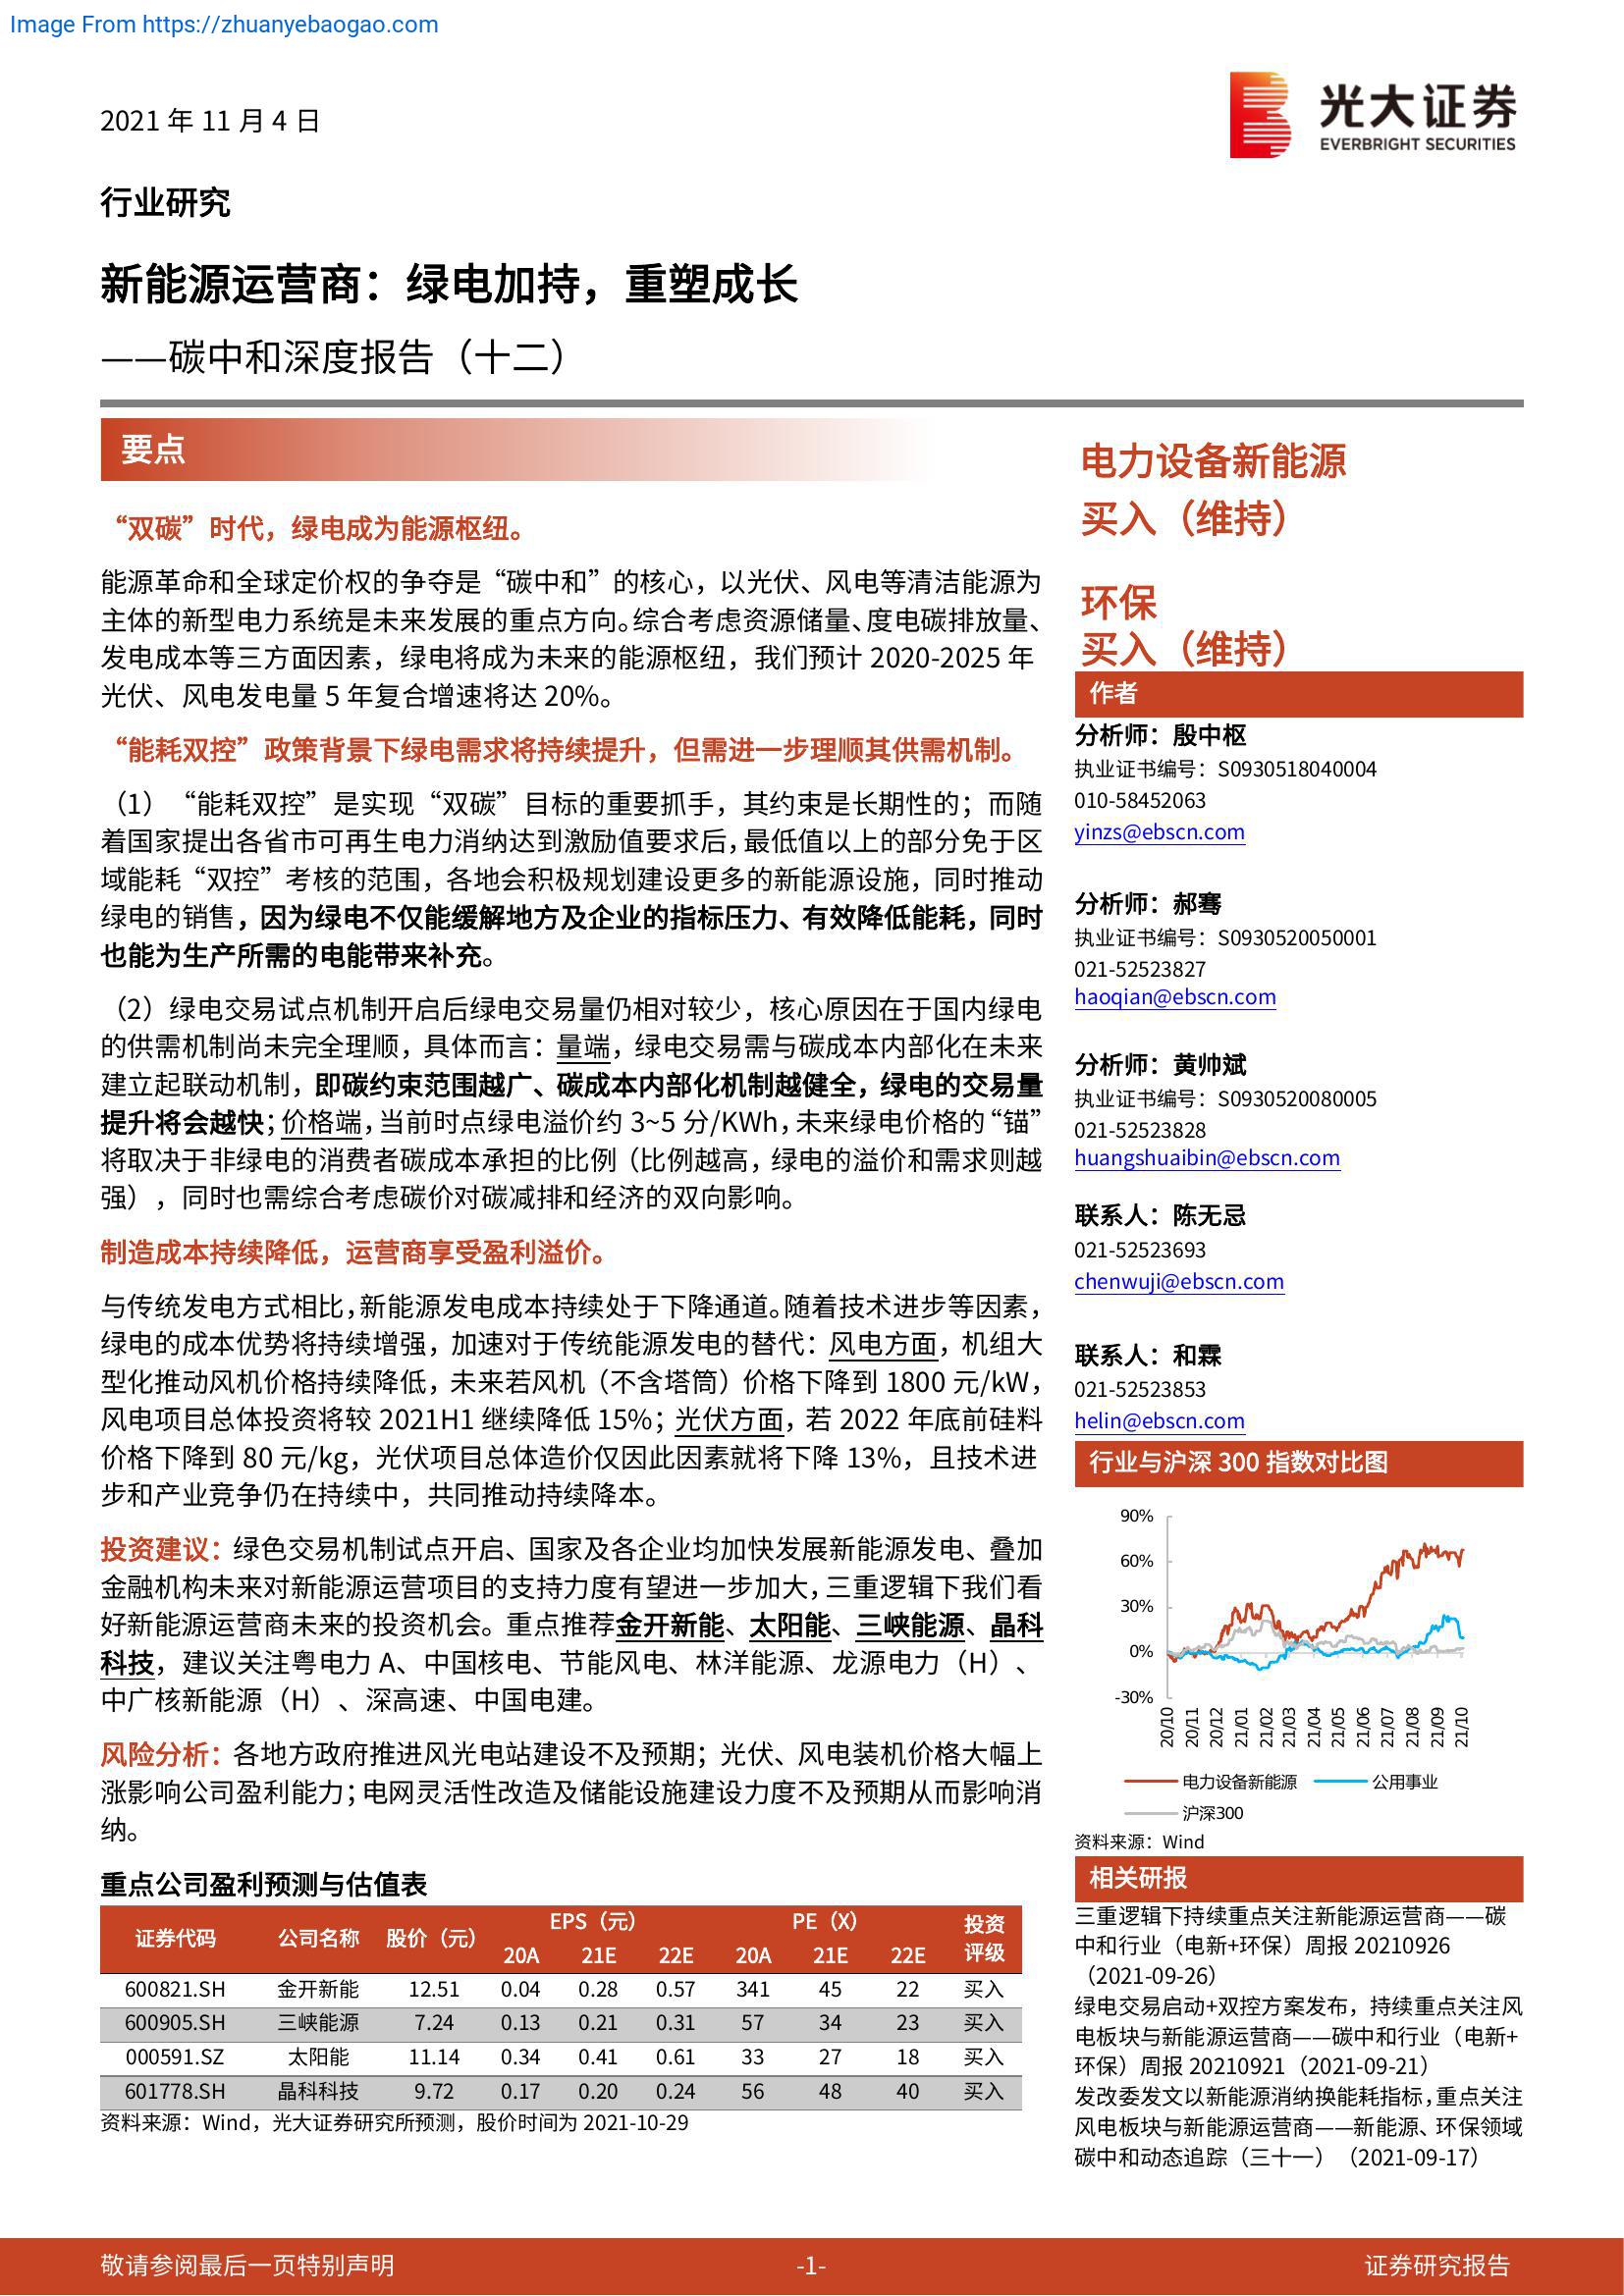 Image From https://zhuanyebaogao.com
2021 年 11 月 4 日
光大证券
EVERBRIGHT SECURITIES
行业研究
新能源运营商：绿电加持，重塑成长
——碳中和深度报告（十二）
要点
“双碳”时代，绿电成为能源枢纽。
能源革命和全球定价权的争夺是“碳中和”的核心，以光伏、风电等清洁能源为
主体的新型电力系统是未来发展的重点方向。综合考虑资源储量、度电碳排放量、
发电成本等三方面因素，绿电将成为未来的能源枢纽，我们预计 2020-2025 年
光伏、风电发电量 5 年复合增速将达 20%。
“能耗双控”政策背景下绿电需求将持续提升，但需进一步理顺其供需机制。
（1）“能耗双控”是实现“双碳”目标的重要抓手，其约束是长期性的；而随
着国家提出各省市可再生电力消纳达到激励值要求后，最低值以上的部分免于区
域能耗“双控”考核的范围，各地会积极规划建设更多的新能源设施，同时推动
绿电的销售，因为绿电不仅能缓解地方及企业的指标压力、有效降低能耗，同时
也能为生产所需的电能带来补充。
（2）绿电交易试点机制开启后绿电交易量仍相对较少，核心原因在于国内绿电
的供需机制尚未完全理顺，具体而言：量端，绿电交易需与碳成本内部化在未来
建立起联动机制，即碳约束范围越广、碳成本内部化机制越健全，绿电的交易量
提升将会越快；价格端，当前时点绿电溢价约 3~5 分/KWh，未来绿电价格的“锚”
将取决于非绿电的消费者碳成本承担的比例（比例越高，绿电的溢价和需求则越
强），同时也需综合考虑碳价对碳减排和经济的双向影响。
制造成本持续降低，运营商享受盈利溢价。
与传统发电方式相比，新能源发电成本持续处于下降通道。随着技术进步等因素，
绿电的成本优势将持续增强，加速对于传统能源发电的替代：风电方面，机组大
型化推动风机价格持续降低，未来若风机（不含塔筒）价格下降到 1800 元/kW，
风电项目总体投资将较 2021H1 继续降低 15%；光伏方面，若 2022 年底前硅料
价格下降到 80 元/kg，光伏项目总体造价仅因此因素就将下降 13%，且技术进
步和产业竞争仍在持续中，共同推动持续降本。
投资建议：绿色交易机制试点开启、国家及各企业均加快发展新能源发电、叠加
金融机构未来对新能源运营项目的支持力度有望进一步加大，三重逻辑下我们看
好新能源运营商未来的投资机会。重点推荐金开新能、太阳能、三峡能源、晶科
科技，建议关注粤电力 A、中国核电、节能风电、林洋能源、龙源电力（H）、
中广核新能源（H）、深高速、中国电建。
风险分析：各地方政府推进风光电站建设不及预期；光伏、风电装机价格大幅上
涨影响公司盈利能力；电网灵活性改造及储能设施建设力度不及预期从而影响消
纳。
重点公司盈利预测与估值表
证券代码 公司名称 股价（元） EPS（元） PE（X） 投资评级
20A 21E 22E 20A 21E 22E
600821.SH 金开新能 12.51 0.04 0.28 0.57 341 45 22 买入
600905.SH 三峡能源 7.24 0.13 0.21 0.31 57 34 23 买入
000591.SZ 太阳能 11.14 0.34 0.41 0.61 33 27 18 买入
601778.SH 晶科科技 9.72 0.17 0.20 0.24 56 48 40 买入
资料来源：Wind，光大证券研究所预测，股价时间为 2021-10-29
电力设备新能源
买入（维持）
环保
买入（维持）
作者
分析师：殷中枢
执业证书编号：S0930518040004
010-58452063
yinzs@ebscn.com
分析师：郝骞
执业证书编号：S0930520050001
021-52523827
haoqian@ebscn.com
分析师：黄帅斌
执业证书编号：S0930520080005
021-52523828
huangshuaibin@ebscn.com
联系人：陈无忌
021-52523693
chenwuji@ebscn.com
联系人：和霖
021-52523853
helin@ebscn.com
行业与沪深 300 指数对比图
90%
60%
30%
0%
-30%
20/10 20/11 20/12 21/01 21/02 21/03 21/04 21/05 21/06 21/07 21/08 21/09 21/10
电力设备新能源 公用事业
沪深300
资料来源：Wind
相关研报
三重逻辑下持续重点关注新能源运营商——碳
中和行业（电新+环保）周报 20210926
（2021-09-26）
绿电交易启动+双控方案发布，持续重点关注风
电板块与新能源运营商——碳中和行业（电新+
环保）周报 20210921（2021-09-21）
发改委发文以新能源消纳换能耗指标，重点关注
风电板块与新能源运营商——新能源、环保领域
碳中和动态追踪（三十一）（2021-09-17）
敬请参阅最后一页特别声明
-1-
证券研究报告